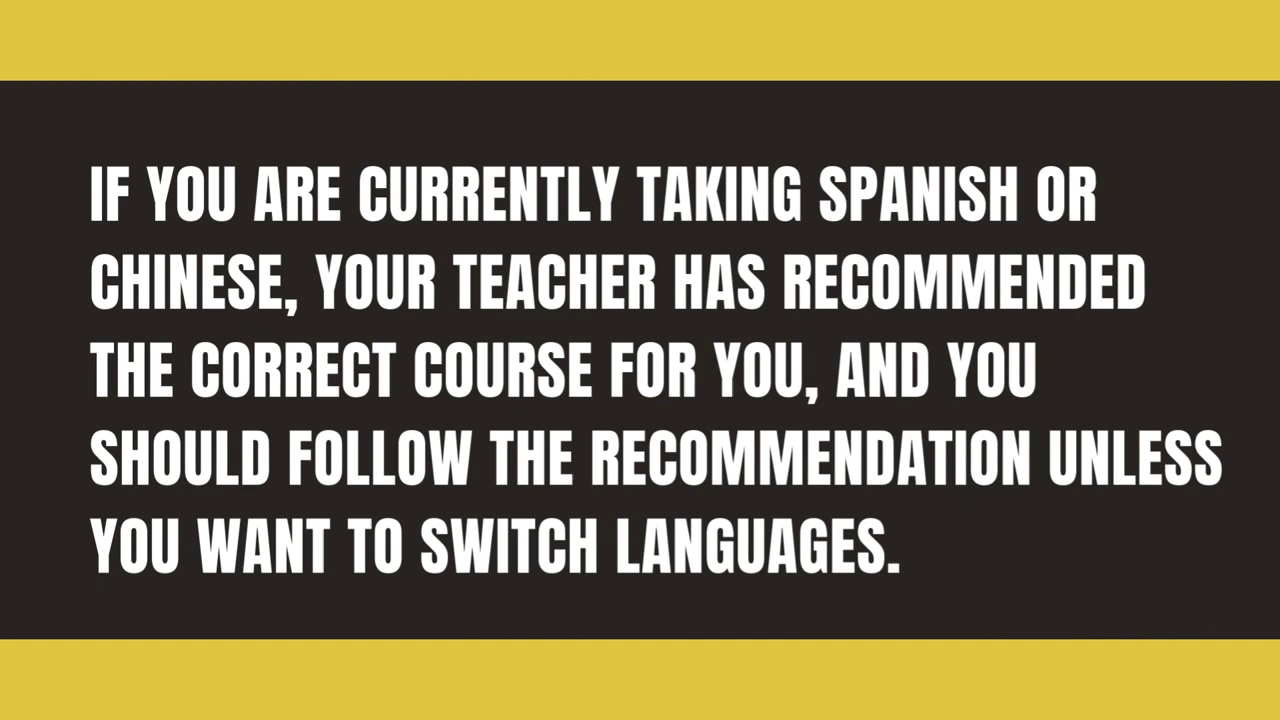 IF YOU ARE CURRENTLY TAKING SPANISH OR
CHINESE, YOUR TEACHER HAS RECOMMENDED
THE CORRECT COURSE FOR YOU, AND YOU
SHOULD FOLLOW THE RECOMMENDATION UNLESS
YOU WANT TO SWITCH LANGUAGES.